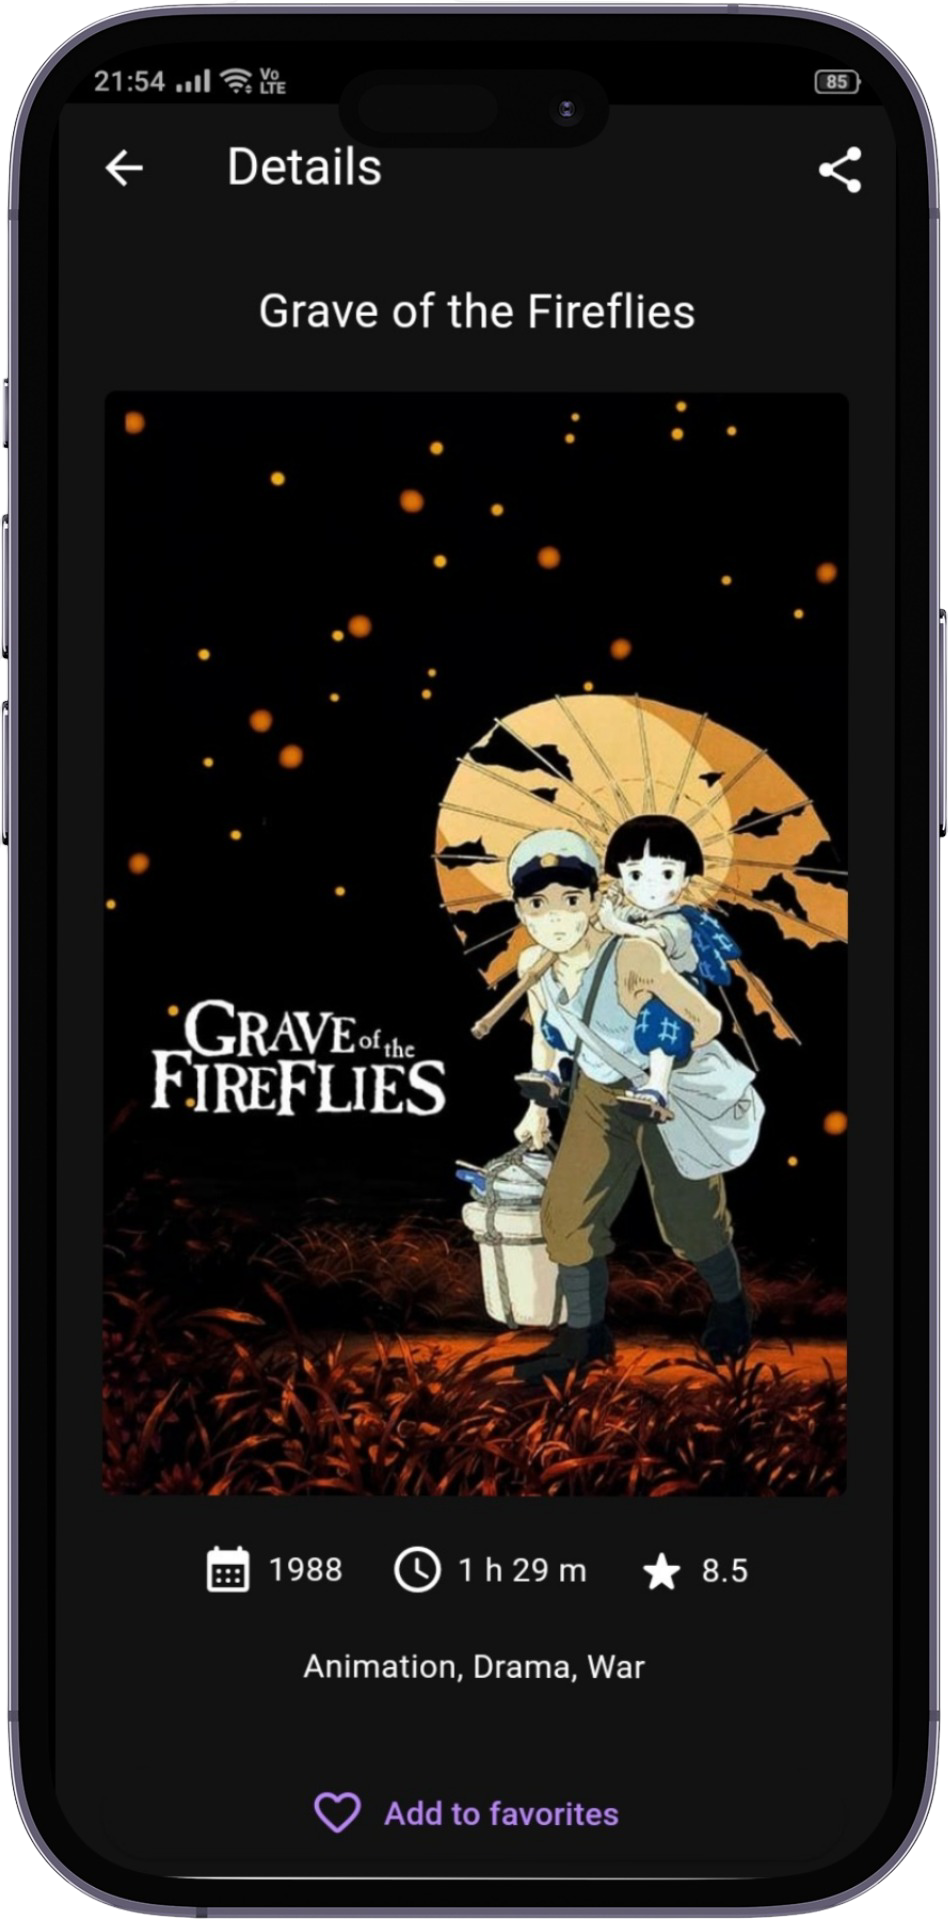 21:54 Vo LTE 85
Details
Grave of the Fireflies
GRAVE of the
FIREFLIES
1988 1 h 29 m 8.5
Animation, Drama, War
Add to favorites